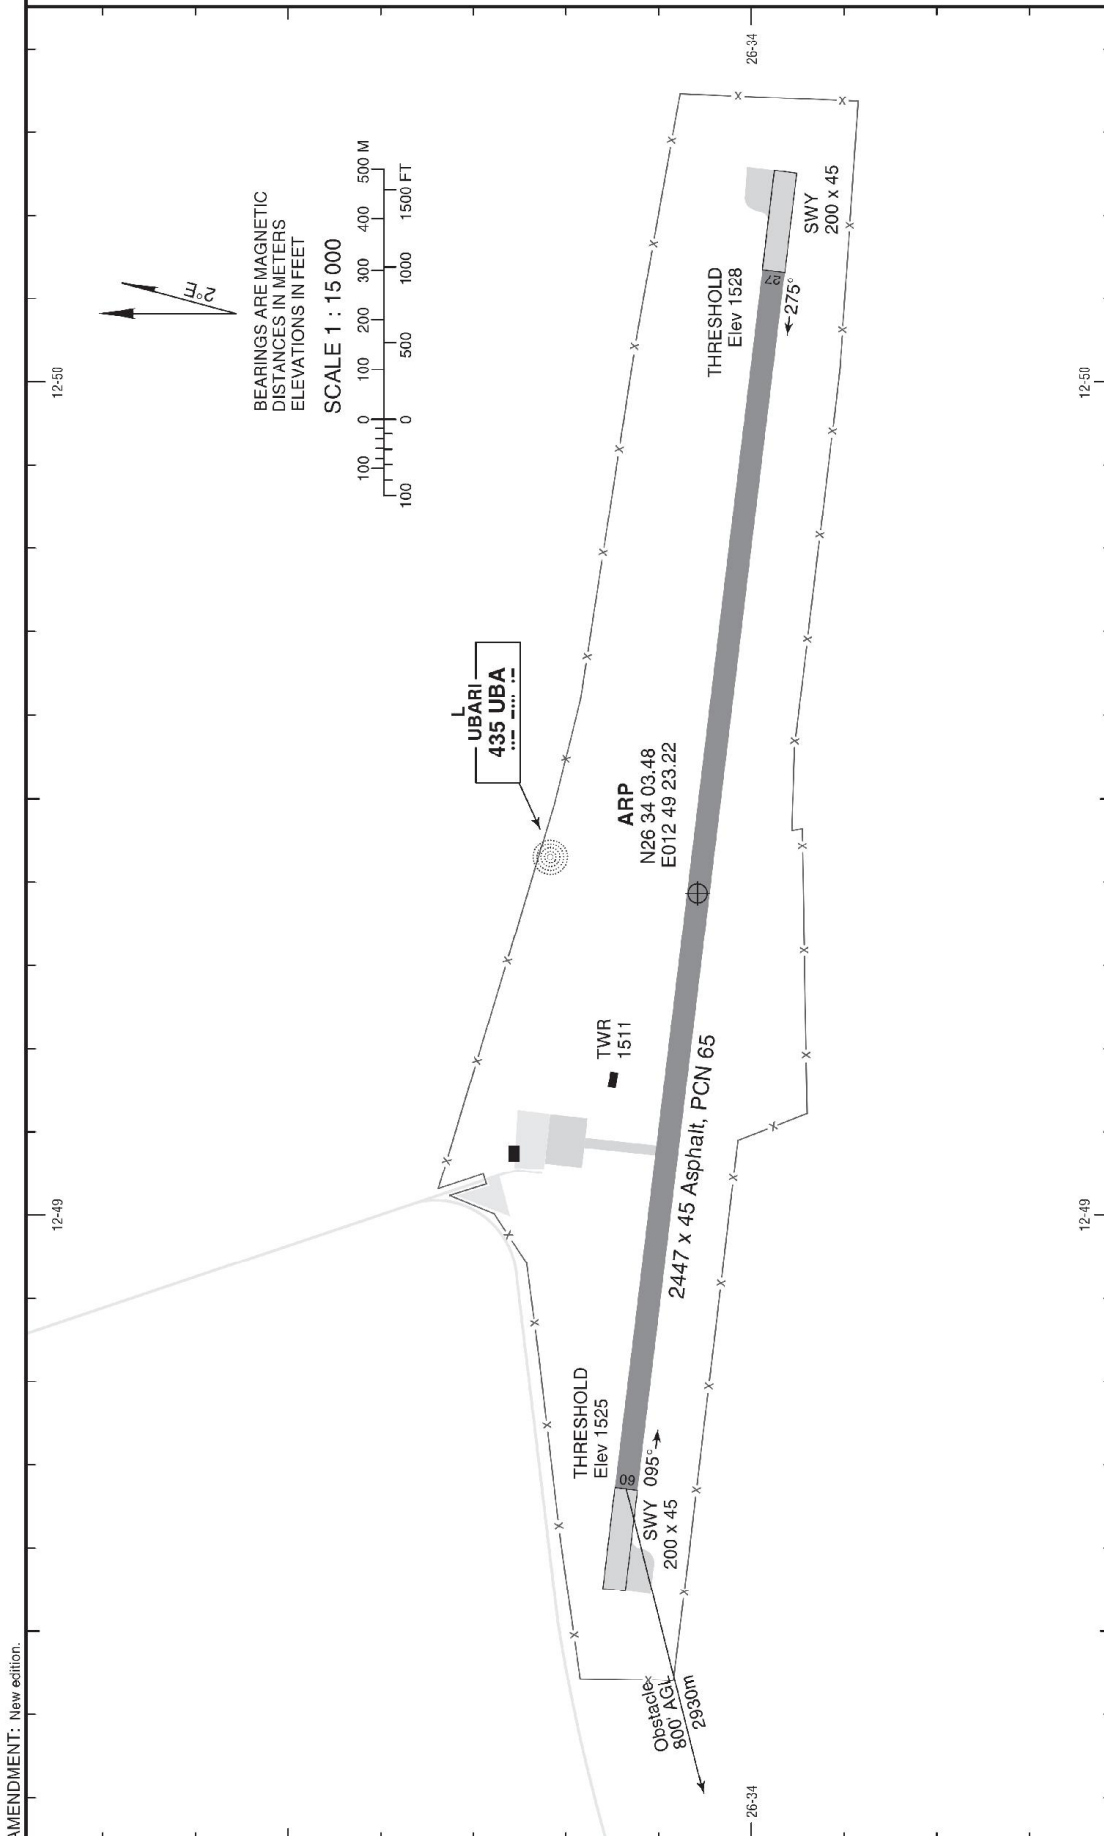 AMENDMENT: New edition.
26-34
12-50
12-50
2°E
BEARINGS ARE MAGNETIC
DISTANCES IN METERS
ELEVATIONS IN FEET
SCALE 1 : 15 000
100 0 100 200 300 400 500 M
100 0 500 1000 1500 FT
SWY
200 x 45
THRESHOLD
Elev 1528
27
275°
L
UBARI
435 UBA
ARP
N26 34 03.48
E012 49 23.22
TWR
1511
2447 x 45 Asphalt, PCN 65
12-49
12-49
THRESHOLD
Elev 1525
09
095°
SWY
200 x 45
Obstacle
800' AGL
2930m
26-34